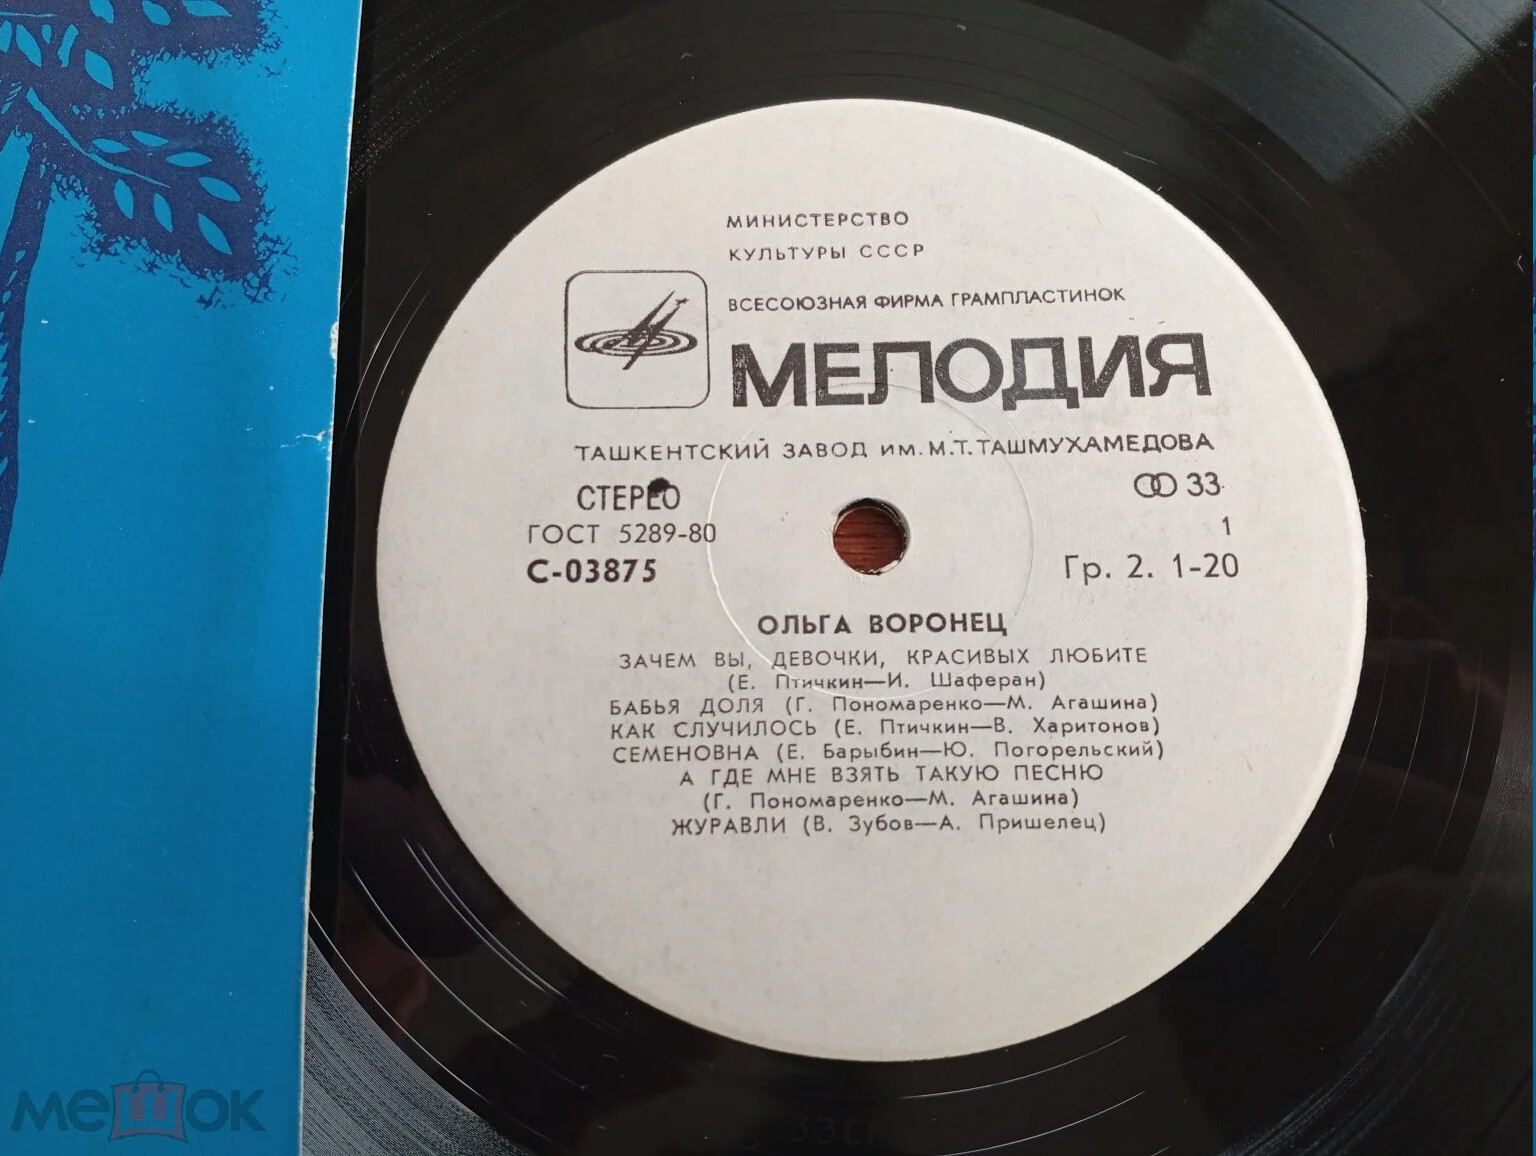 МИНИСТЕРСТВО
КУЛЬТУРЫ СССР
ВСЕСОЮЗНАЯ ФИРМА ГРАМПЛАСТИНОК
МЕЛОДИЯ
ТАШКЕНТСКИЙ ЗАВОД ИМ. М.Т. ТАШМУХАМЕДОВА
СТЕРЕО
33
ГОСТ 5289-80
1
С-03875
Гр. 2. 1-20
ОЛЬГА ВОРОНЕЦ
ЗАЧЕМ ВЫ, ДЕВОЧКИ, КРАСИВЫХ ЛЮБИТЕ
(Е. Птичкин—И. Шаферан)
БАБЬЯ ДОЛЯ (Г. Пономаренко—М. Агашина)
КАК СЛУЧИЛОСЬ (Е. Птичкин—В. Харитонов)
СЕМЕНОВНА (Е. Барыбин—Ю. Погорельский)
А ГДЕ МНЕ ВЗЯТЬ ТАКУЮ ПЕСНЮ
(Г. Пономаренко—М. Агашина)
ЖУРАВЛИ (В. Зубов—А. Пришелец)
мешок